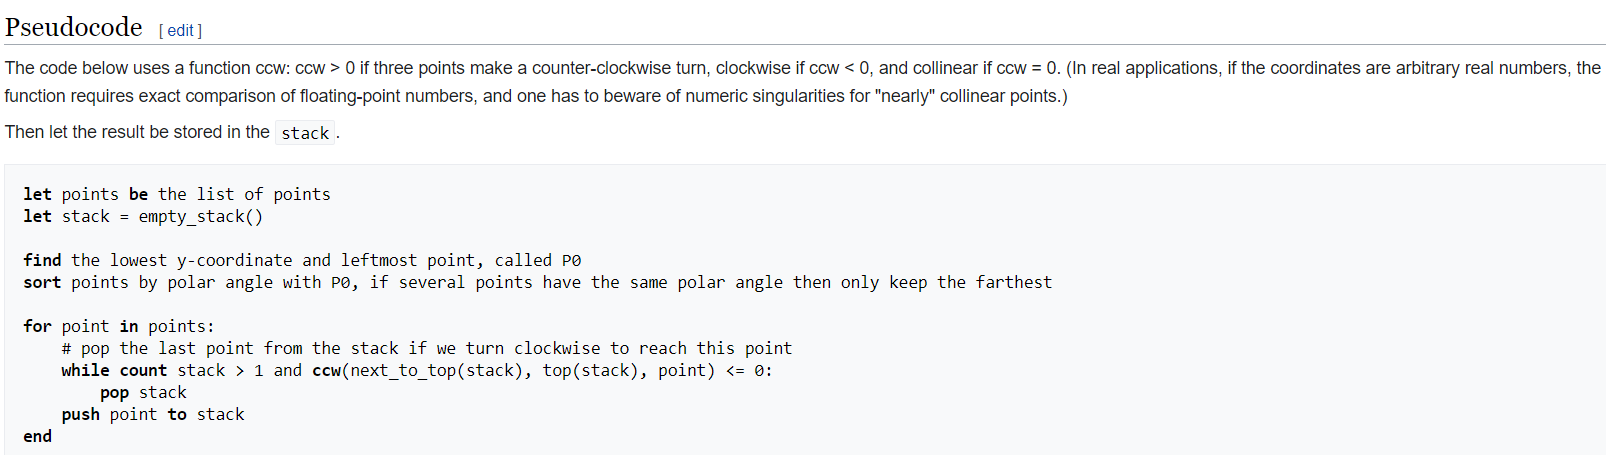 Pseudocode [ edit ]
The code below uses a function ccw: ccw > 0 if three points make a counter-clockwise turn, clockwise if ccw < 0, and collinear if ccw = 0. (In real applications, if the coordinates are arbitrary real numbers, the
function requires exact comparison of floating-point numbers, and one has to beware of numeric singularities for "nearly" collinear points.)
Then let the result be stored in the stack .
let points be the list of points
let stack = empty_stack()
find the lowest y-coordinate and leftmost point, called P0
sort points by polar angle with P0, if several points have the same polar angle then only keep the farthest
for point in points:
    # pop the last point from the stack if we turn clockwise to reach this point
    while count stack > 1 and ccw(next_to_top(stack), top(stack), point) <= 0:
        pop stack
    push point to stack
end